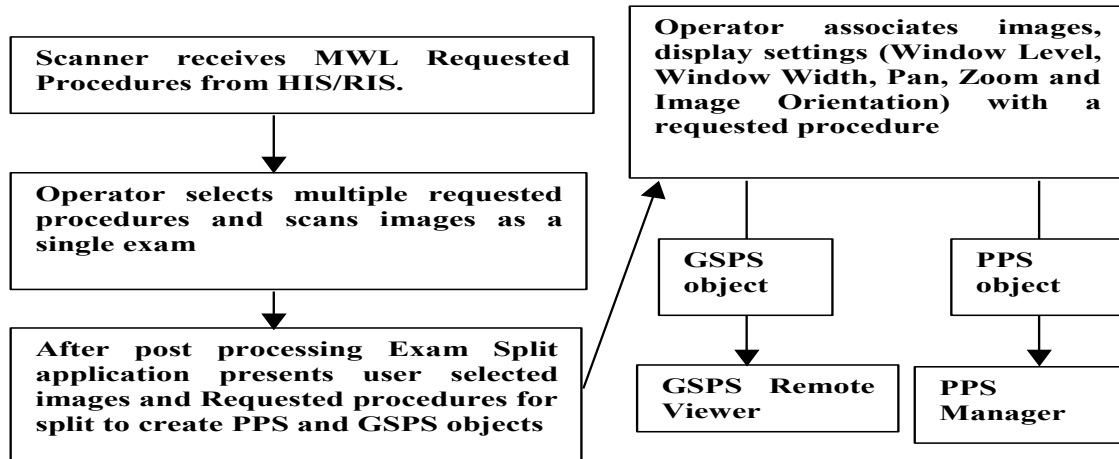 Scanner receives MWL Requested
Procedures from HIS/RIS.
Operator selects multiple requested
procedures and scans images as a
single exam
After post processing Exam Split
application presents user selected
images and Requested procedures for
split to create PPS and GSPS objects
Operator associates images,
display settings (Window Level,
Window Width, Pan, Zoom and
Image Orientation) with a
requested procedure
GSPS
object
PPS
object
GSPS Remote
Viewer
PPS
Manager